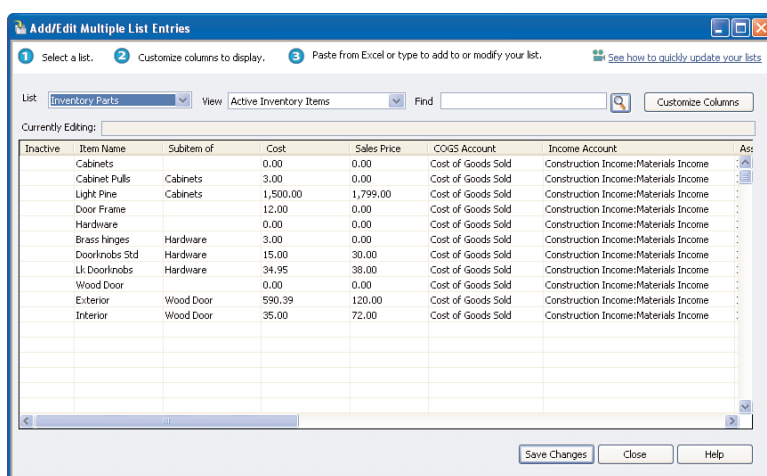 Add/Edit Multiple List Entries
1 Select a list. 2 Customize columns to display. 3 Paste from Excel or type to add to or modify your list. See how to quickly update your lists
List Inventory Parts View Active Inventory Items Find Customize Columns
Currently Editing:
Inactive Item Name Subitem of Cost Sales Price COGS Account Income Account Ass
Cabinets 0.00 0.00 Cost of Goods Sold Construction Income:Materials Income
Cabinet Pulls Cabinets 3.00 0.00 Cost of Goods Sold Construction Income:Materials Income
Light Pine Cabinets 1,500.00 1,799.00 Cost of Goods Sold Construction Income:Materials Income
Door Frame 12.00 0.00 Cost of Goods Sold Construction Income:Materials Income
Hardware 0.00 0.00 Cost of Goods Sold Construction Income:Materials Income
Brass hinges Hardware 3.00 0.00 Cost of Goods Sold Construction Income:Materials Income
Doorknobs Std Hardware 15.00 30.00 Cost of Goods Sold Construction Income:Materials Income
Lk Doorknobs Hardware 34.95 38.00 Cost of Goods Sold Construction Income:Materials Income
Wood Door 0.00 0.00 Cost of Goods Sold Construction Income:Materials Income
Exterior Wood Door 590.39 120.00 Cost of Goods Sold Construction Income:Materials Income
Interior Wood Door 35.00 72.00 Cost of Goods Sold Construction Income:Materials Income
Save Changes Close Help